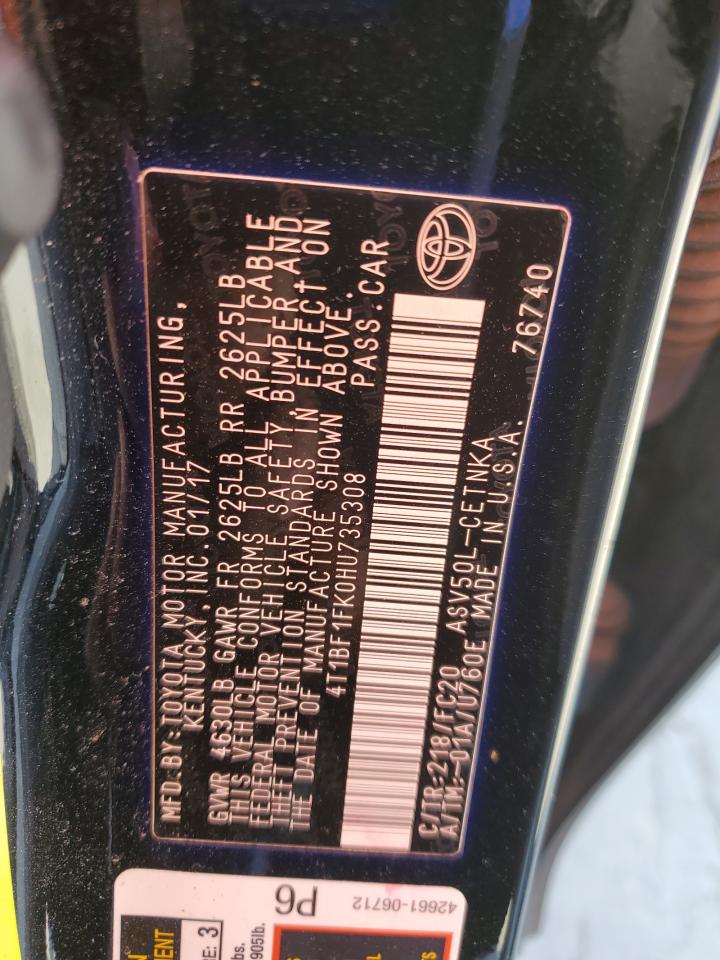 MFD BY: TOYOTA MOTOR MANUFACTURING,
KENTUCKY, INC. 01/17
GVWR 4630LB GAWR FR 2625LB RR 2625LB
THIS VEHICLE CONFORMS TO ALL APPLICABLE
FEDERAL MOTOR VEHICLE SAFETY, BUMPER AND
THEFT PREVENTION STANDARDS IN EFFECT ON
THE DATE OF MANUFACTURE SHOWN ABOVE.
4T1BF1FK0HU735308 PASS.CAR
C/TR: 218/FC20 ASV50L-CETNKA
A/TM: -01A/U760E MADE IN U.S.A. 76740
P6
42661-06712
3
905lb.